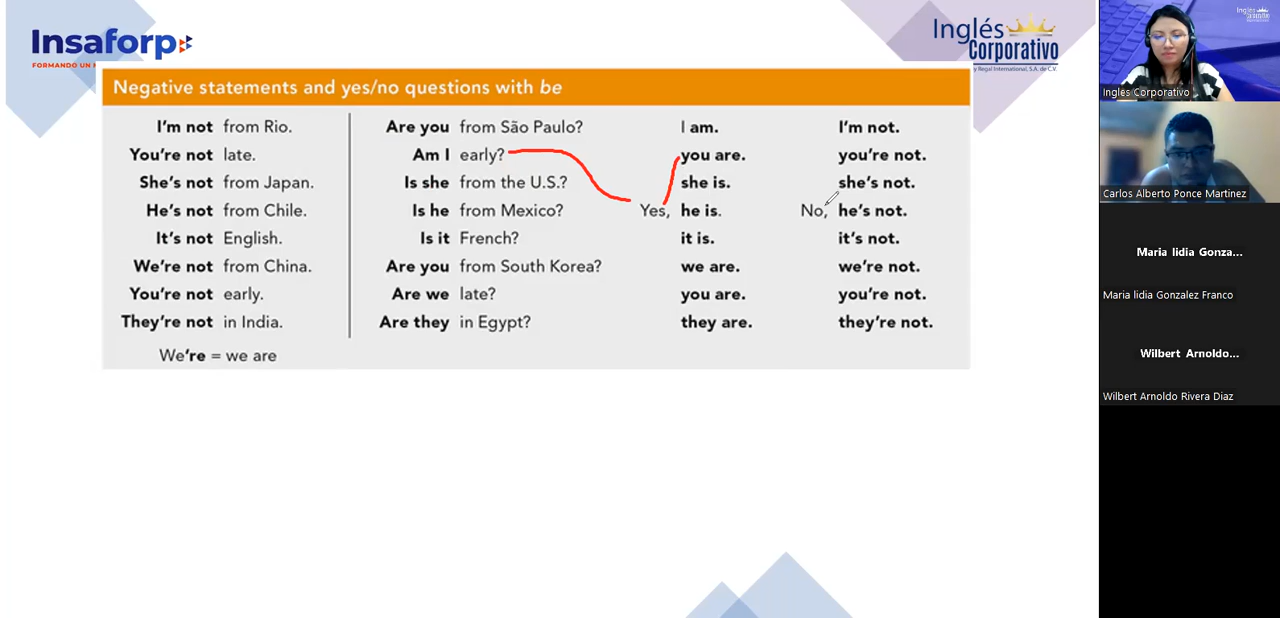 Insaforp
Inglés
Corporativo
Negative statements and yes/no questions with be
I'm not from Rio.
You're not late.
She's not from Japan.
He's not from Chile.
It's not English.
We're not from China.
You're not early.
They're not in India.
We're = we are
Are you from São Paulo?
Am I early?
Is she from the U.S.?
Is he from Mexico?
Is it French?
Are you from South Korea?
Are we late?
Are they in Egypt?
Yes,
I am.
you are.
she is.
he is.
it is.
we are.
you are.
they are.
No,
I'm not.
you're not.
she's not.
he's not.
it's not.
we're not.
you're not.
they're not.
Inglés Corporativo
Carlos Alberto Ponce Martinez
Maria lidia Gonza...
Maria lidia Gonzalez Franco
Wilbert Arnoldo...
Wilbert Arnoldo Rivera Diaz